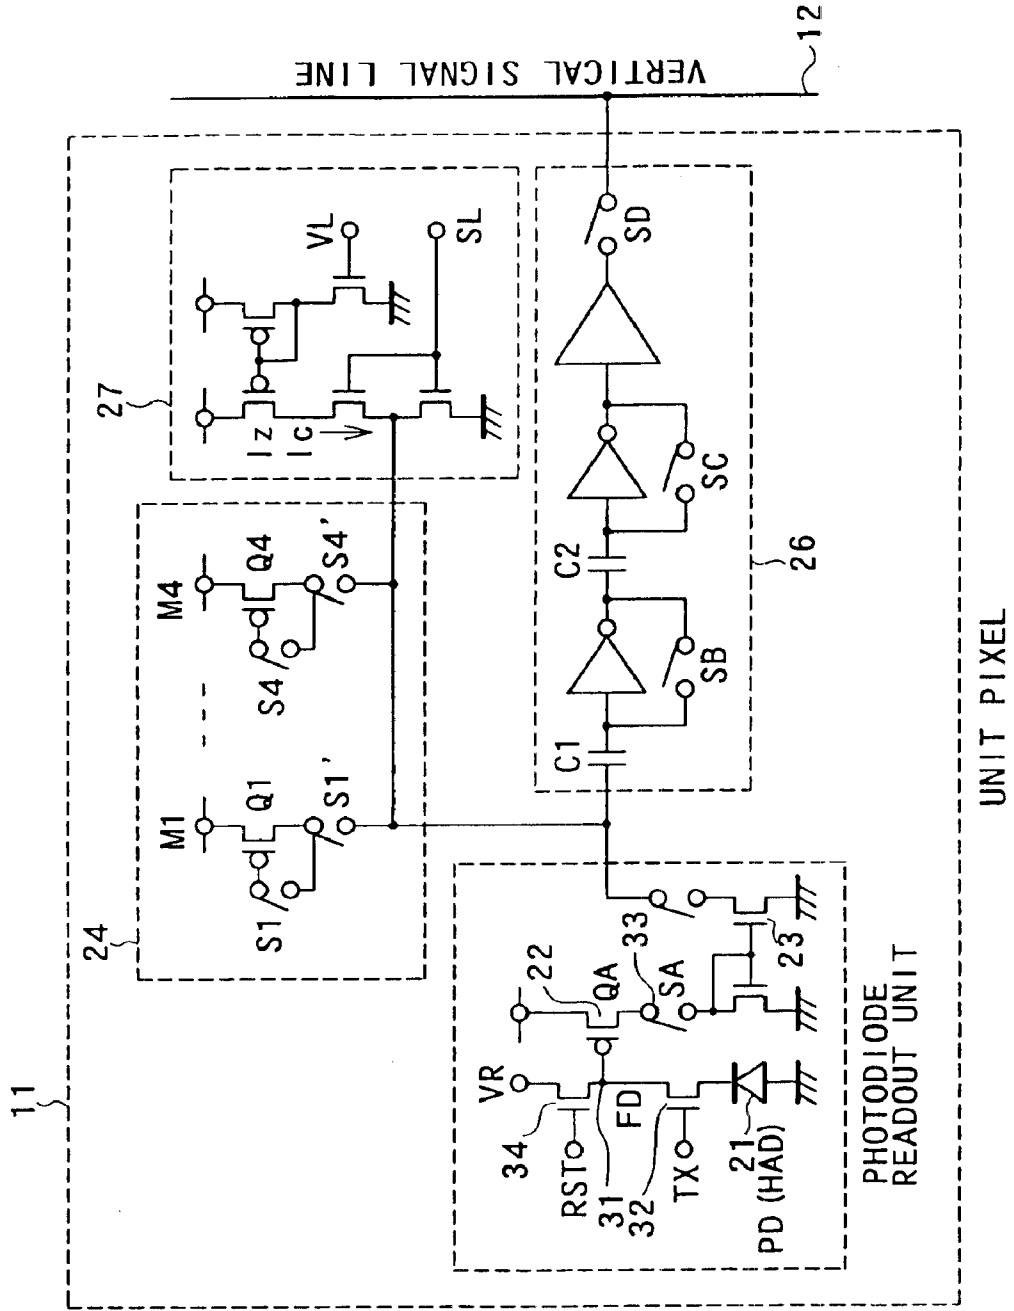 11
UNIT PIXEL
24
M1
Q1
S1
S1'
M4
Q4
S4
S4'
27
Iz
Ic
VL
SL
VERTICAL SIGNAL LINE
12
C1
SB
C2
SC
SD
26
34
VR
RST
31
FD
32
TX
21
PD (HAD)
22
QA
33
SA
23
PHOTODIODE
READOUT UNIT